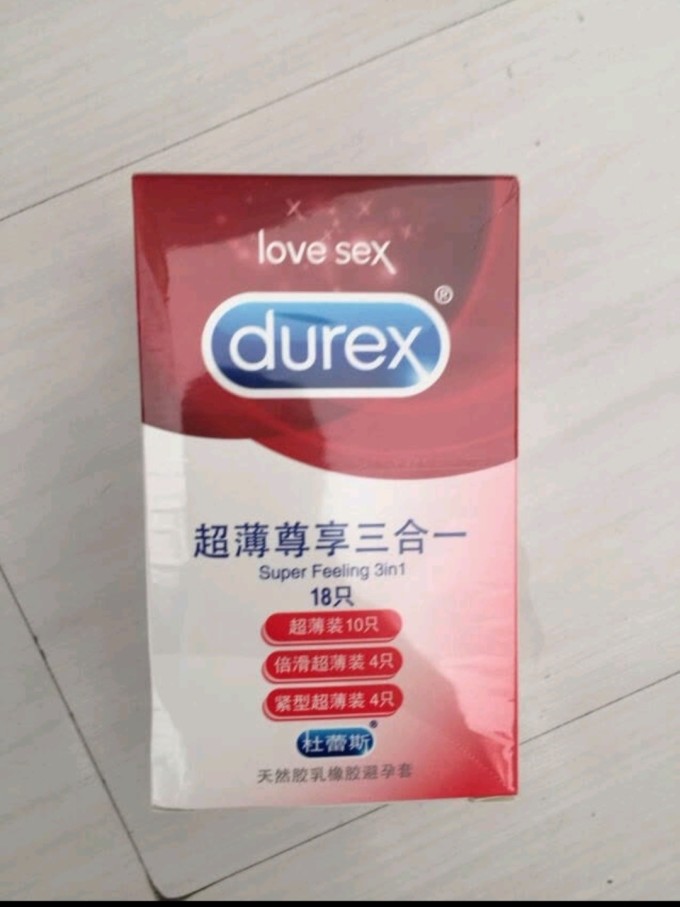 love sex
durex®
超薄尊享三合一
Super Feeling 3in1
18只
超薄装10只
倍滑超薄装 4只
紧型超薄装 4只
杜蕾斯®
天然胶乳橡胶避孕套